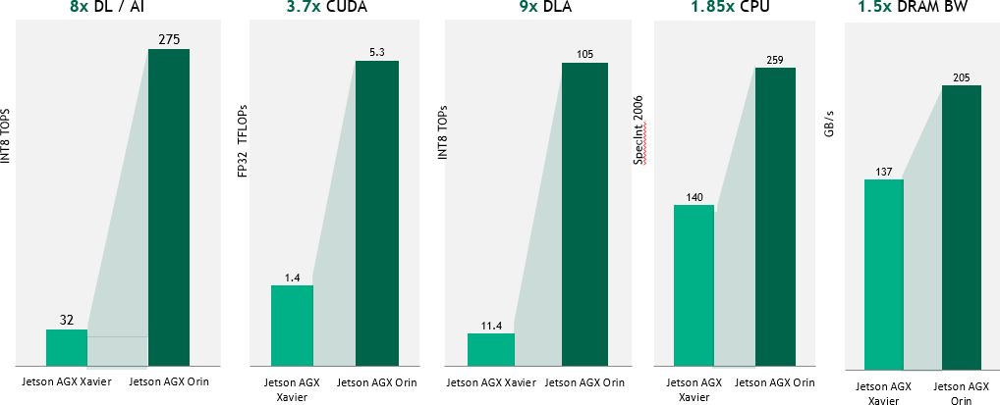 8x DL / AI
INT8 TOPS
275
32
Jetson AGX Xavier
Jetson AGX Orin
3.7x CUDA
FP32 TFLOPs
5.3
1.4
Jetson AGX
Xavier
Jetson AGX Orin
9x DLA
INT8 TOPs
105
11.4
Jetson AGX Xavier
Jetson AGX Orin
1.85x CPU
SpecInt 2006
259
140
Jetson AGX
Xavier
Jetson AGX Orin
1.5x DRAM BW
GB/s
205
137
Jetson AGX
Xavier
Jetson AGX
Orin